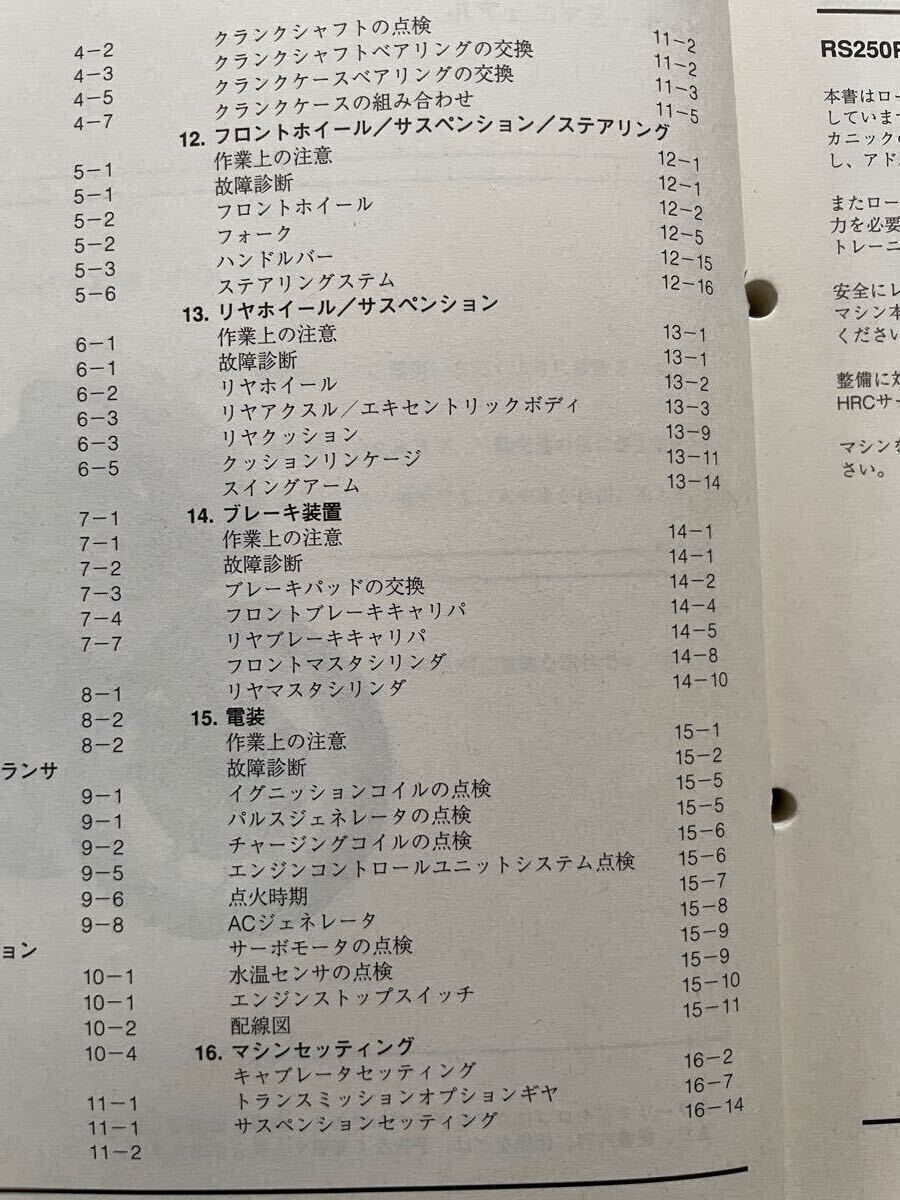 4－2
4－3
4－5
4－7
5－1
5－1
5－2
5－2
5－3
5－6
6－1
6－1
6－2
6－3
6－3
6－5
7－1
7－1
7－2
7－3
7－4
7－7
8－1
8－2
8－2
ランサ
9－1
9－1
9－2
9－5
9－6
9－8
ョン
10－1
10－1
10－2
10－4
11－1
11－1
11－2
クランクシャフトの点検 11－2
クランクシャフトベアリングの交換 11－2
クランクケースベアリングの交換 11－3
クランクケースの組み合わせ 11－5
12. フロントホイール／サスペンション／ステアリング
作業上の注意 12－1
故障診断 12－1
フロントホイール 12－2
フォーク 12－5
ハンドルバー 12－15
ステアリングステム 12－16
13. リヤホイール／サスペンション
作業上の注意 13－1
故障診断 13－1
リヤホイール 13－2
リヤアクスル／エキセントリックボディ 13－3
リヤクッション 13－9
クッションリンケージ 13－11
スイングアーム 13－14
14. ブレーキ装置
作業上の注意 14－1
故障診断 14－1
ブレーキパッドの交換 14－2
フロントブレーキキャリパ 14－4
リヤブレーキキャリパ 14－5
フロントマスタシリンダ 14－8
リヤマスタシリンダ 14－10
15. 電装
作業上の注意 15－1
故障診断 15－2
イグニッションコイルの点検 15－5
パルスジェネレータの点検 15－5
チャージングコイルの点検 15－6
エンジンコントロールユニットシステム点検 15－6
点火時期 15－7
ACジェネレータ 15－8
サーボモータの点検 15－9
水温センサの点検 15－9
エンジンストップスイッチ 15－10
配線図 15－11
16. マシンセッティング
キャブレータセッティング 16－2
トランスミッションオプションギヤ 16－7
サスペンションセッティング 16－14
RS250R
本書はロー
しています
カニックの
し、アド
またロー
力を必要
トレーニ
安全にレ
マシン本
ください
整備に対
HRCサー
マシンを
さい。